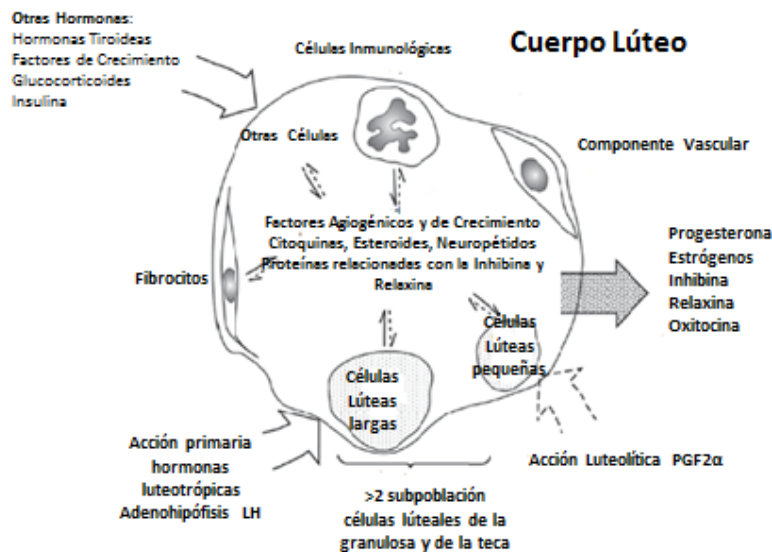 Otras Hormonas:
Hormonas Tiroideas
Factores de Crecimiento
Glucocorticoides
Insulina
Células Inmunológicas
Cuerpo Lúteo
Otras Células
Componente Vascular
Factores Agiogénicos y de Crecimiento
Citoquinas, Esteroides, Neuropétidos
Proteínas relacionadas con la Inhibina y
Relaxina
Fibrocitos
Progesterona
Estrógenos
Inhibina
Relaxina
Oxitocina
Células
Lúteas
pequeñas
Células
Lúteas
largas
Acción primaria
hormonas
luteotrópicas
Adenohipófisis LH
Acción Luteolítica PGF2α
>2 subpoblación
células lúteales de la
granulosa y de la teca